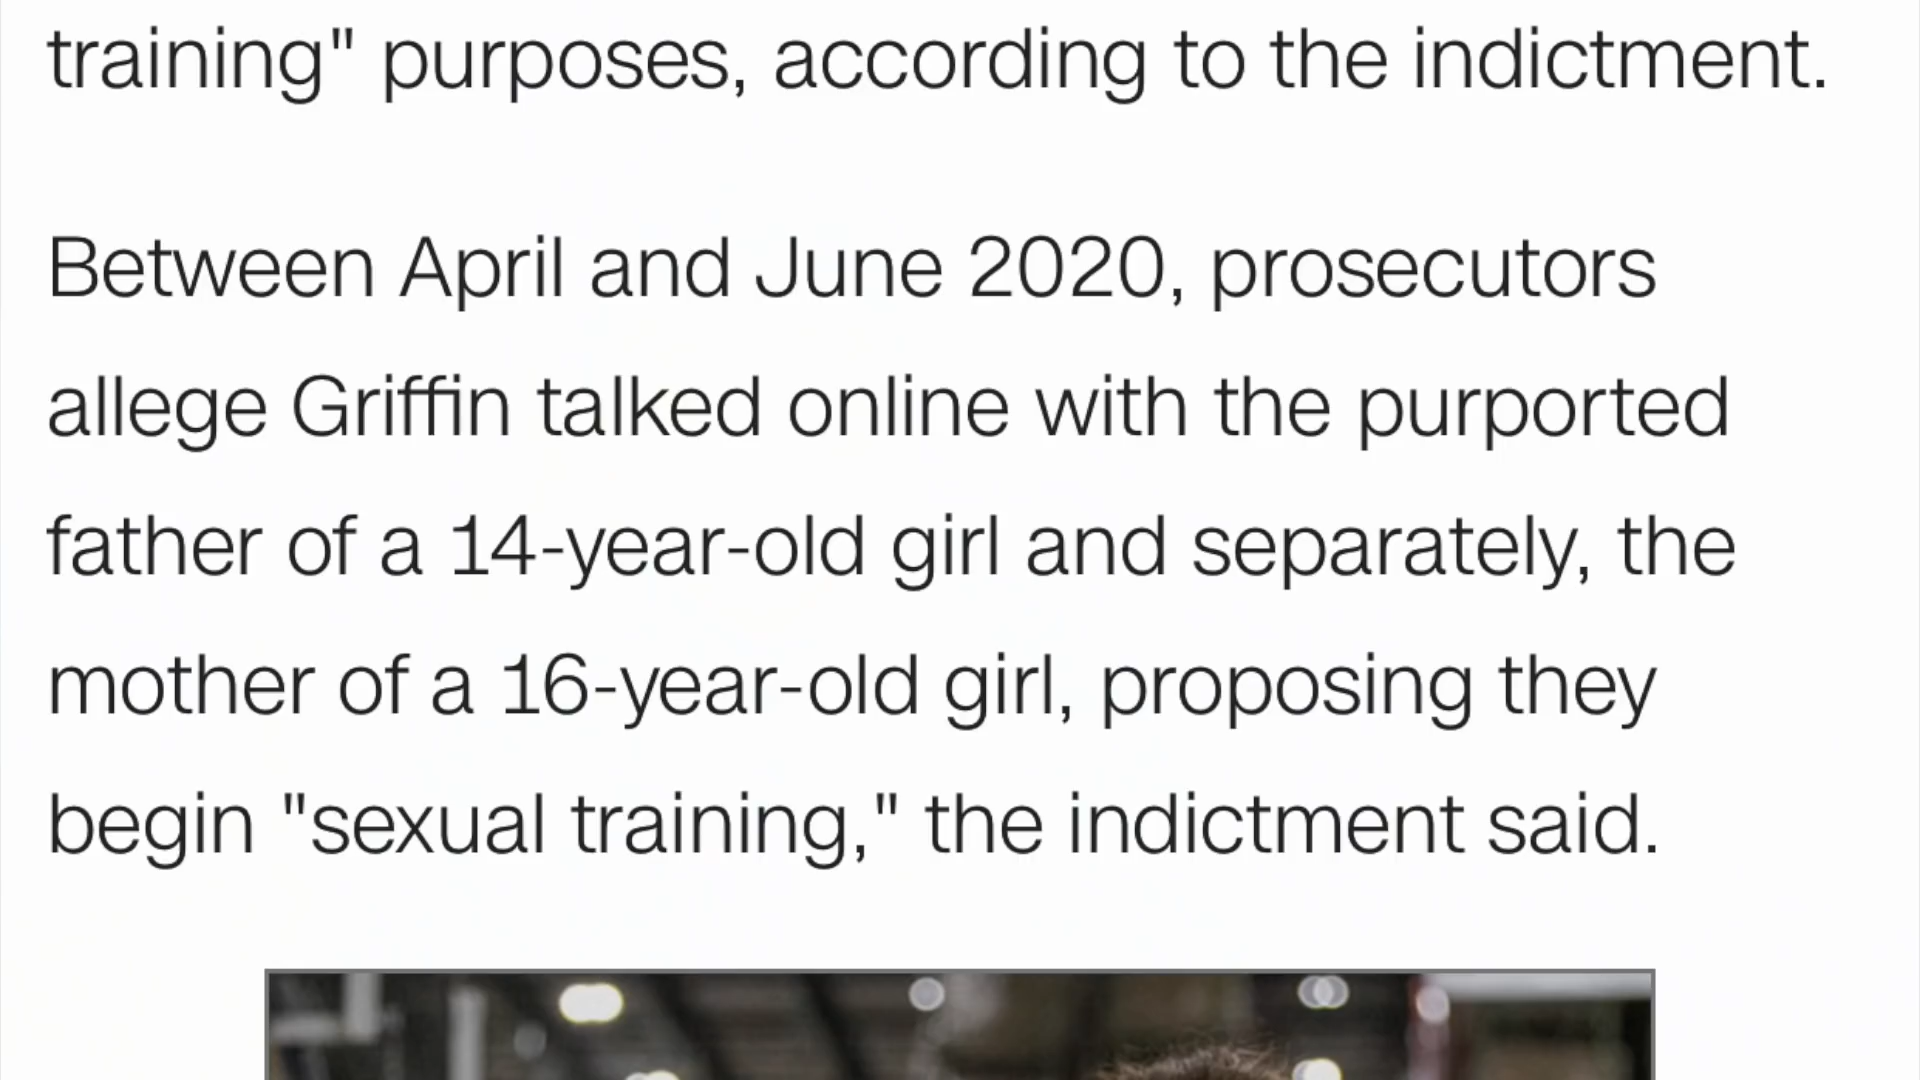 training" purposes, according to the indictment.
Between April and June 2020, prosecutors
allege Griffin talked online with the purported
father of a 14-year-old girl and separately, the
mother of a 16-year-old girl, proposing they
begin "sexual training," the indictment said.